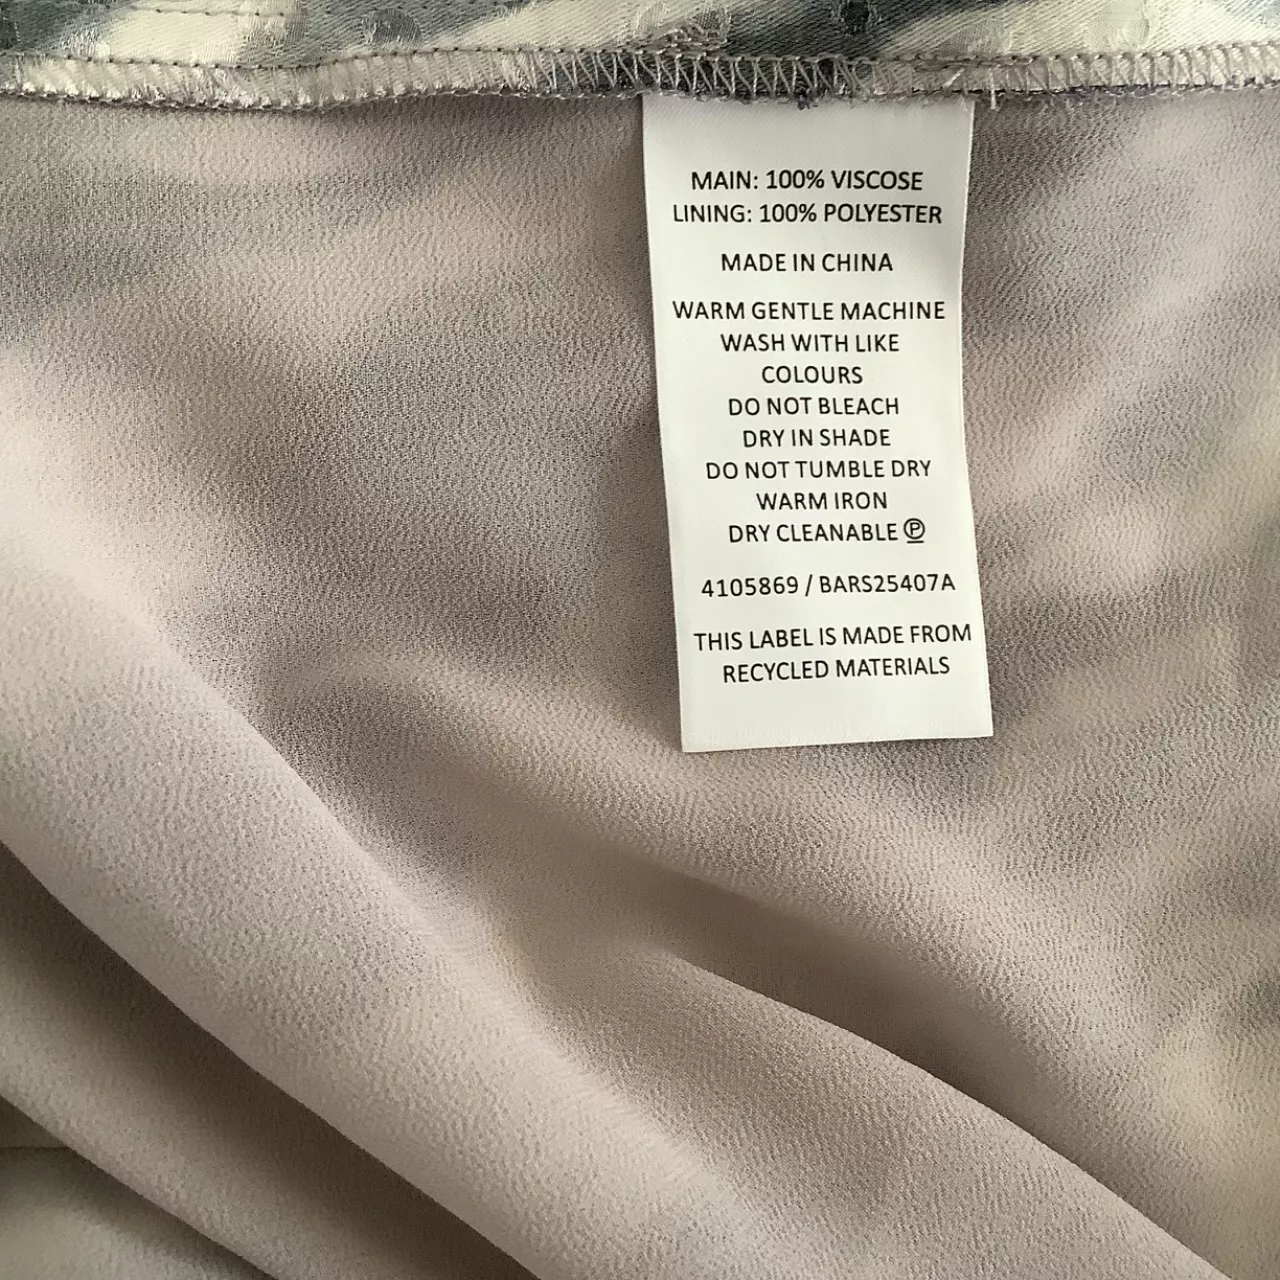 MAIN: 100% VISCOSE
LINING: 100% POLYESTER
MADE IN CHINA
WARM GENTLE MACHINE
WASH WITH LIKE
COLOURS
DO NOT BLEACH
DRY IN SHADE
DO NOT TUMBLE DRY
WARM IRON
DRY CLEANABLE Ⓟ
4105869 / BARS25407A
THIS LABEL IS MADE FROM
RECYCLED MATERIALS